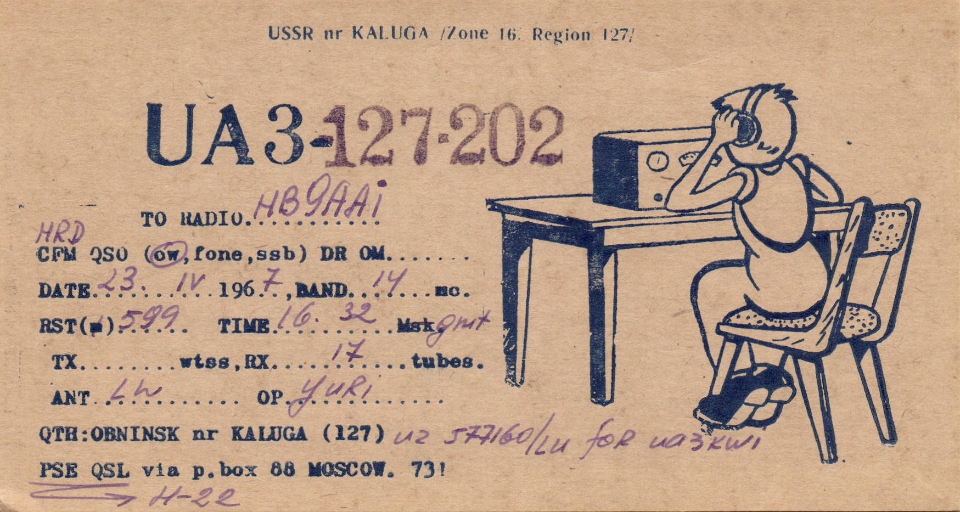 USSR nr KALUGA /Zone 16. Region 127/
UA3-127-202
TO RADIO..HB9AAi..........
HRD
CFM QSO (cw,fone,ssb) DR OM........
DATE..23. IV 1967.,BAND...14...mc.
RST(m)599. TIME 16. 32 Msk, gmt
TX........wtss,RX......17....tubes.
ANT..LW......... OP.yuRi........
QTH:OBNINSK nr KALUGA (127) foR ua3kwi
PSE QSL via p.box 88 MOSCOW. 73!
H-22